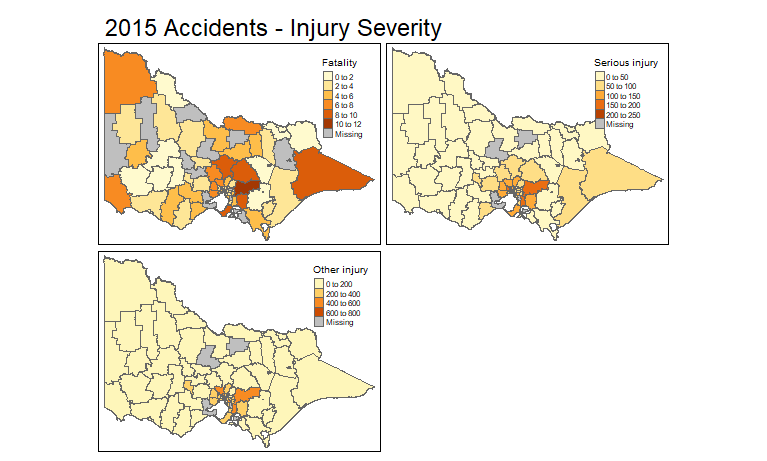 2015 Accidents - Injury Severity
Fatality
0 to 2
2 to 4
4 to 6
6 to 8
8 to 10
10 to 12
Missing
Serious injury
0 to 50
50 to 100
100 to 150
150 to 200
200 to 250
Missing
Other injury
0 to 200
200 to 400
400 to 600
600 to 800
Missing